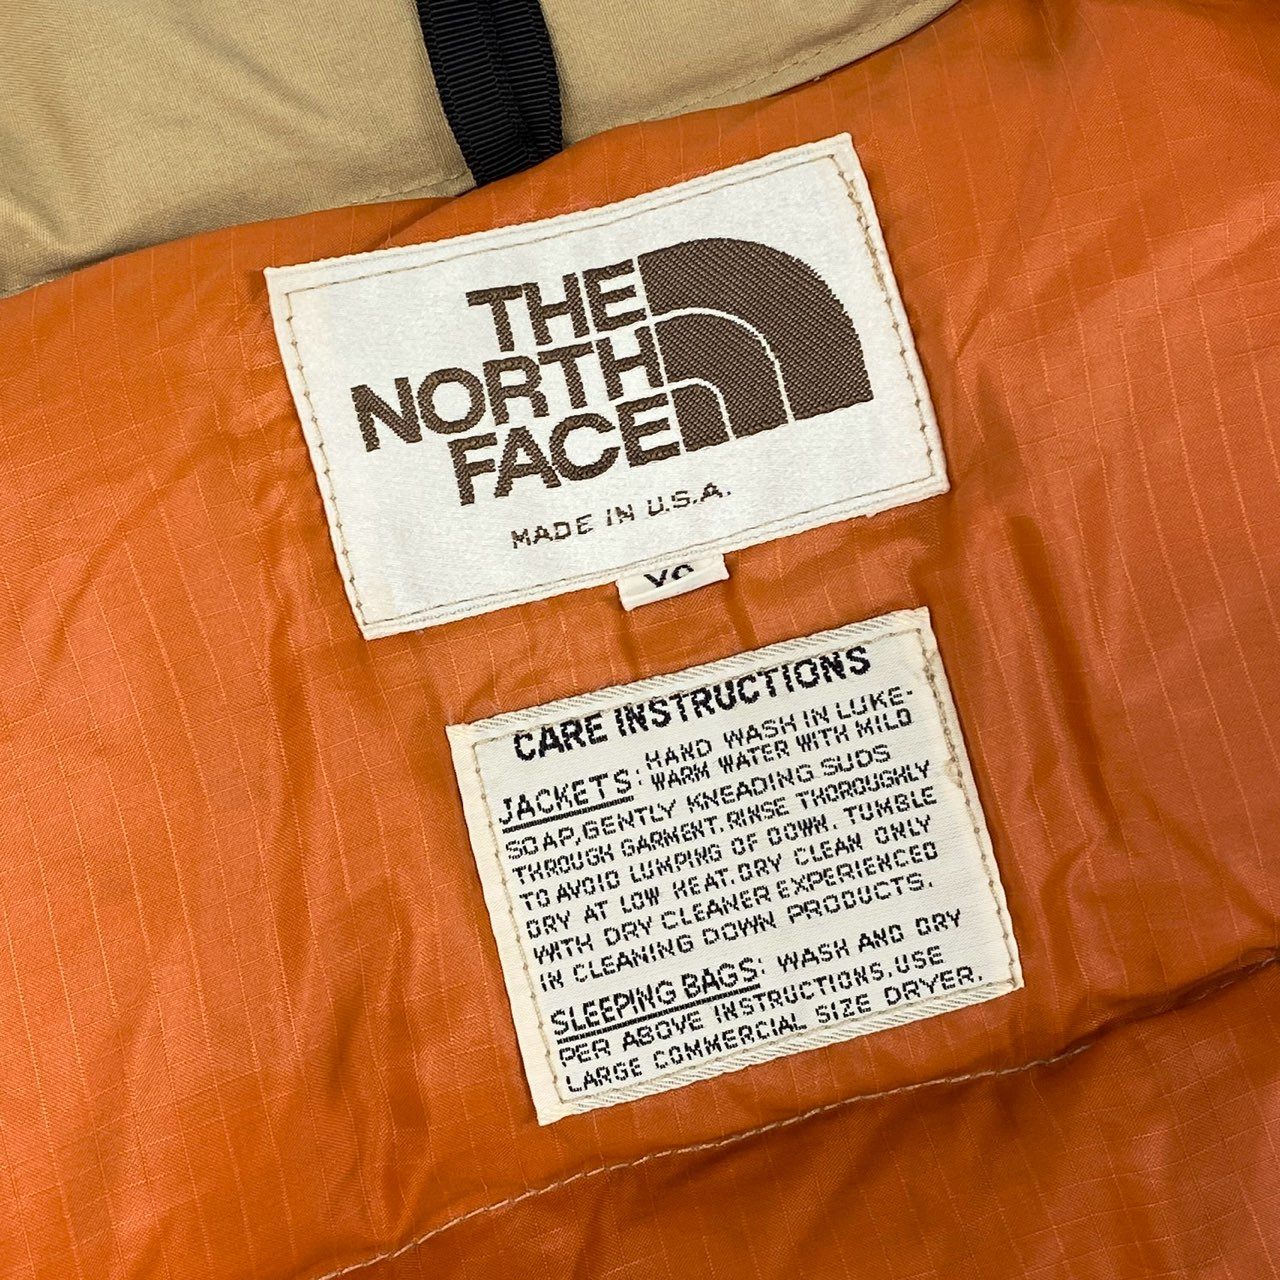 THE
NORTH
FACE
MADE IN U.S.A.
CARE INSTRUCTIONS
JACKETS: HAND WASH IN LUKE-
WARM WATER WITH MILD
SOAP, GENTLY KNEADING SUDS
THROUGH GARMENT. RINSE THOROUGHLY
TO AVOID LUMPING OF DOWN. TUMBLE
DRY AT LOW HEAT. DRY CLEAN ONLY
WITH DRY CLEANER EXPERIENCED
IN CLEANING DOWN PRODUCTS.
SLEEPING BAGS: WASH AND DRY
PER ABOVE INSTRUCTIONS. USE
LARGE COMMERCIAL SIZE DRYER.